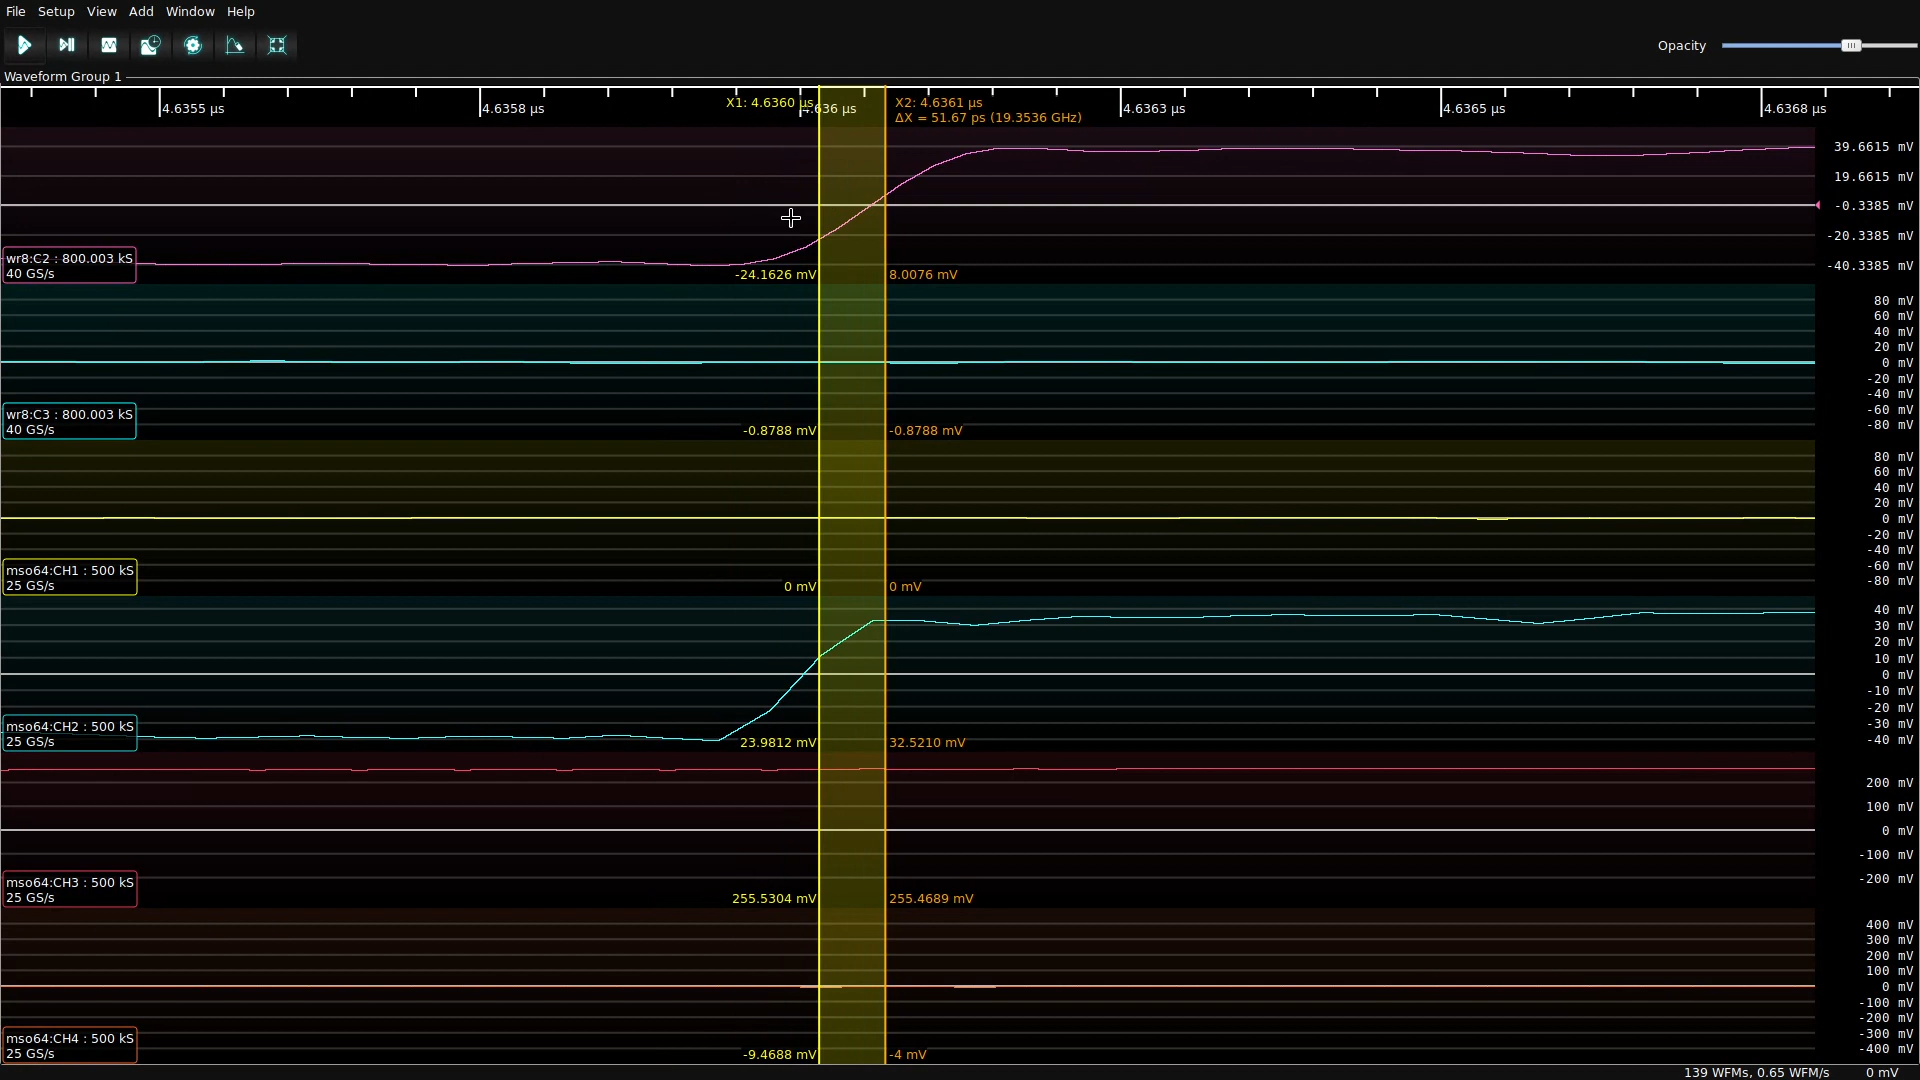 File Setup View Add Window Help
Opacity
Waveform Group 1
4.6355 µs 4.6358 µs X1: 4.6360 µs 4.636 µs X2: 4.6361 µs 4.6363 µs 4.6365 µs 4.6368 µs
ΔX = 51.67 ps (19.3536 GHz)
39.6615 mV
19.6615 mV
-0.3385 mV
-20.3385 mV
-40.3385 mV
wr8:C2 : 800.003 kS
40 GS/s
-24.1626 mV 8.0076 mV
80 mV
60 mV
40 mV
20 mV
0 mV
-20 mV
-40 mV
-60 mV
-80 mV
wr8:C3 : 800.003 kS
40 GS/s
-0.8788 mV -0.8788 mV
80 mV
60 mV
40 mV
20 mV
0 mV
-20 mV
-40 mV
-60 mV
-80 mV
mso64:CH1 : 500 kS
25 GS/s
0 mV 0 mV
40 mV
30 mV
20 mV
10 mV
0 mV
-10 mV
-20 mV
-30 mV
-40 mV
mso64:CH2 : 500 kS
25 GS/s
23.9812 mV 32.5210 mV
200 mV
100 mV
0 mV
-100 mV
-200 mV
mso64:CH3 : 500 kS
25 GS/s
255.5304 mV 255.4689 mV
400 mV
300 mV
200 mV
100 mV
0 mV
-100 mV
-200 mV
-300 mV
-400 mV
mso64:CH4 : 500 kS
25 GS/s
-9.4688 mV -4 mV
139 WFMs, 0.65 WFM/s 0 mV